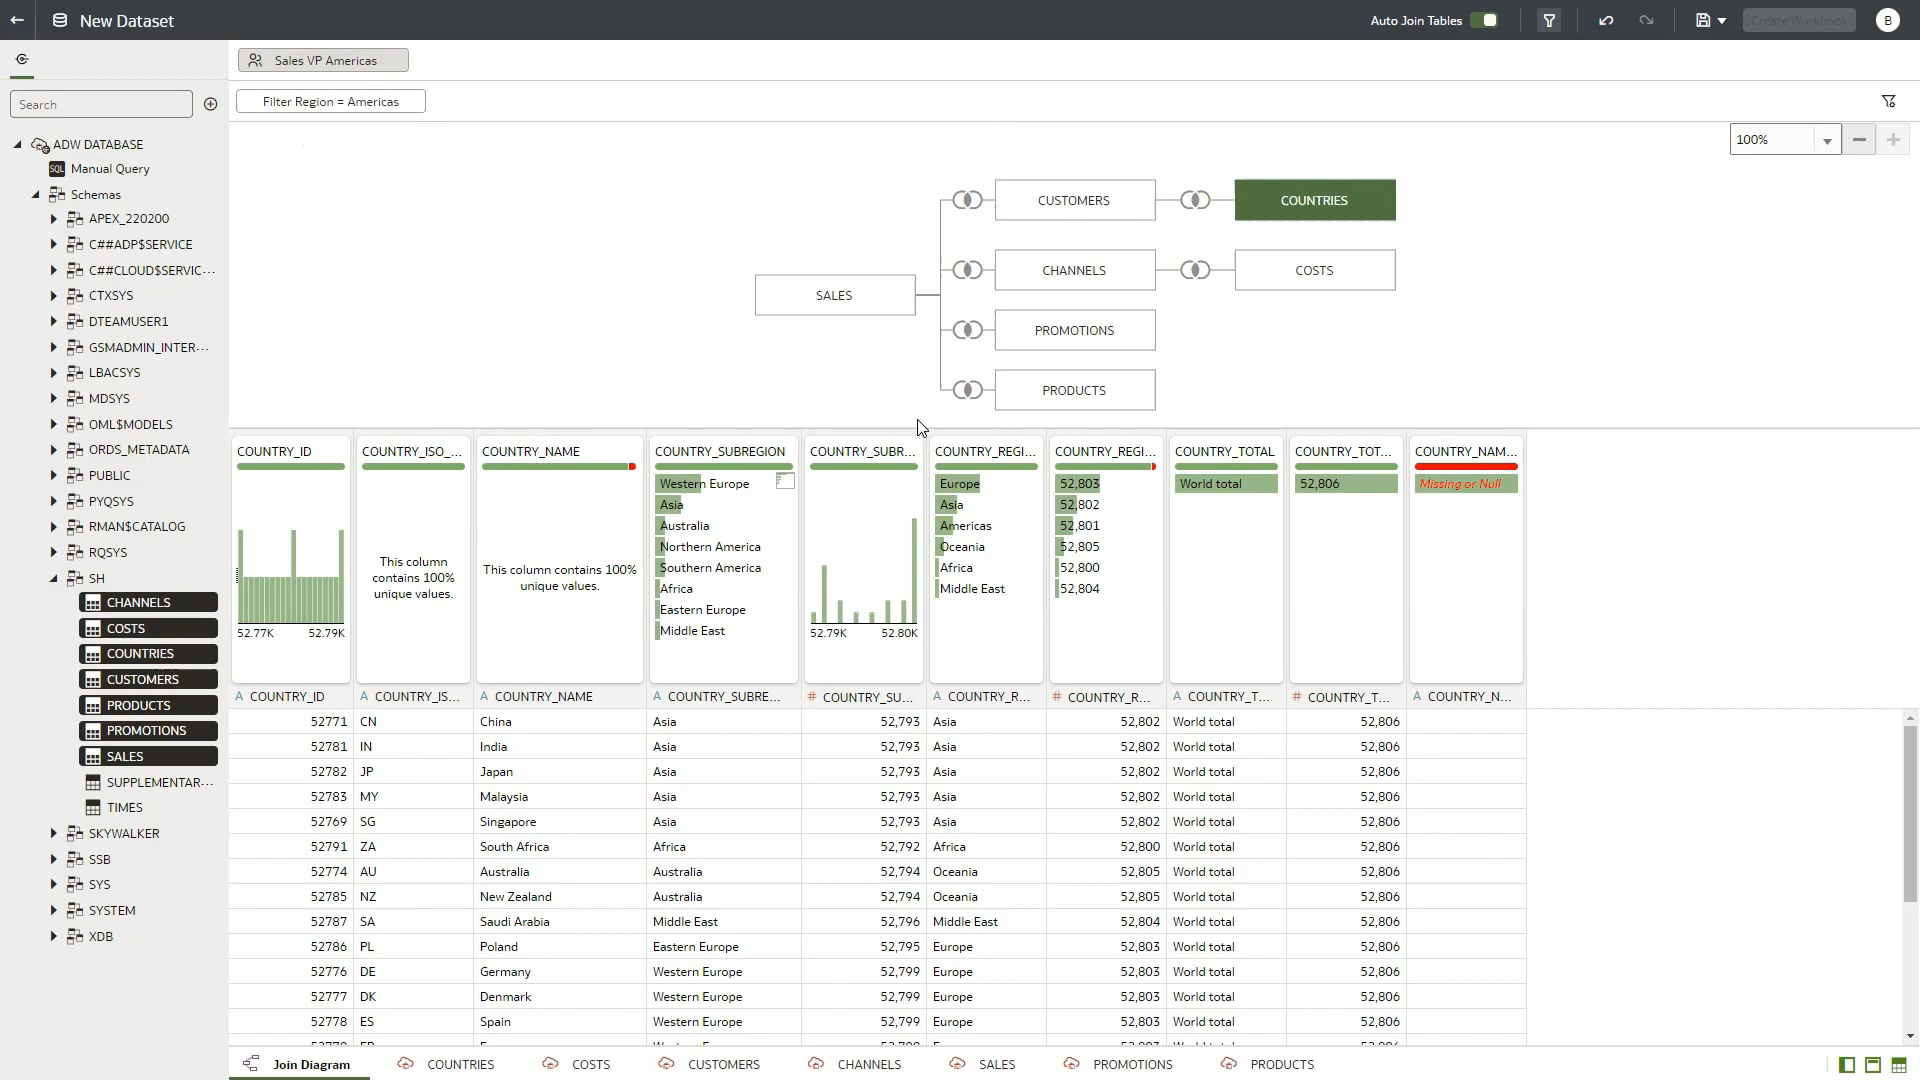 New Dataset
Auto Join Tables
Create Workbook
B
Search
ADW DATABASE
SQL Manual Query
Schemas
APEX_220200
C##ADP$SERVICE
C##CLOUD$SERVIC...
CTXSYS
DTEAMUSER1
GSMADMIN_INTER...
LBACSYS
MDSYS
OML$MODELS
ORDS_METADATA
PUBLIC
PYQSYS
RMAN$CATALOG
RQSYS
SH
CHANNELS
COSTS
COUNTRIES
CUSTOMERS
PRODUCTS
PROMOTIONS
SALES
SUPPLEMENTAR...
TIMES
SKYWALKER
SSB
SYS
SYSTEM
XDB
Sales VP Americas
Filter Region = Americas
100%
CUSTOMERS COUNTRIES
CHANNELS COSTS
SALES
PROMOTIONS
PRODUCTS
COUNTRY_ID COUNTRY_ISO_... COUNTRY_NAME COUNTRY_SUBREGION COUNTRY_SUBR... COUNTRY_REGI... COUNTRY_REGI... COUNTRY_TOTAL COUNTRY_TOT... COUNTRY_NAM...
52.77K 52.79K
This column
contains 100%
unique values.
This column contains 100%
unique values.
Western Europe
Asia
Australia
Northern America
Southern America
Africa
Eastern Europe
Middle East
52.79K 52.80K
Europe
Asia
Americas
Oceania
Africa
Middle East
52,803
52,802
52,801
52,805
52,800
52,804
World total
52,806
Missing or Null
A COUNTRY_ID A COUNTRY_IS... A COUNTRY_NAME A COUNTRY_SUBRE... # COUNTRY_SU... A COUNTRY_R... # COUNTRY_R... A COUNTRY_T... # COUNTRY_T... A COUNTRY_N...
52771 CN China Asia 52,793 Asia 52,802 World total 52,806
52781 IN India Asia 52,793 Asia 52,802 World total 52,806
52782 JP Japan Asia 52,793 Asia 52,802 World total 52,806
52783 MY Malaysia Asia 52,793 Asia 52,802 World total 52,806
52769 SG Singapore Asia 52,793 Asia 52,802 World total 52,806
52791 ZA South Africa Africa 52,792 Africa 52,800 World total 52,806
52774 AU Australia Australia 52,794 Oceania 52,805 World total 52,806
52785 NZ New Zealand Australia 52,794 Oceania 52,805 World total 52,806
52787 SA Saudi Arabia Middle East 52,796 Middle East 52,804 World total 52,806
52786 PL Poland Eastern Europe 52,795 Europe 52,803 World total 52,806
52776 DE Germany Western Europe 52,799 Europe 52,803 World total 52,806
52777 DK Denmark Western Europe 52,799 Europe 52,803 World total 52,806
52778 ES Spain Western Europe 52,799 Europe 52,803 World total 52,806
Join Diagram COUNTRIES COSTS CUSTOMERS CHANNELS SALES PROMOTIONS PRODUCTS